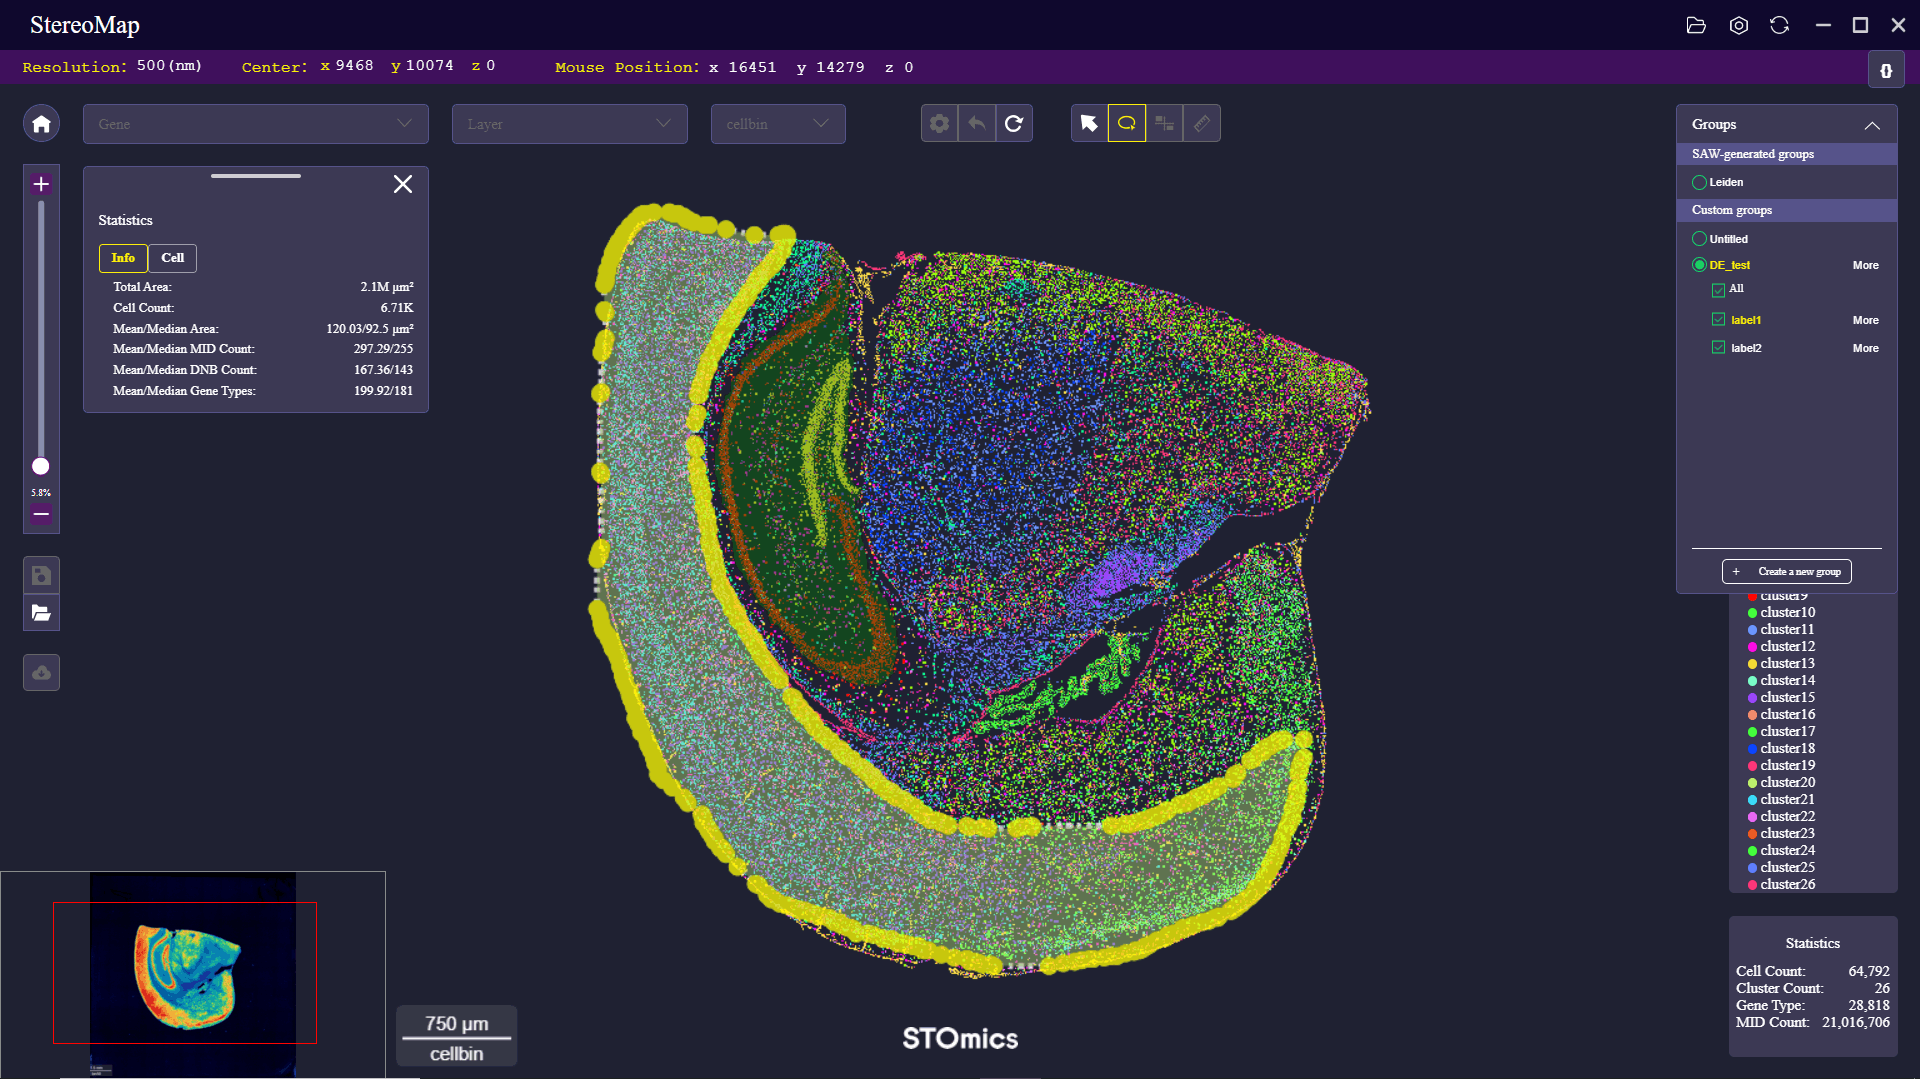 StereoMap
Resolution: 500(nm) Center: x 9468 y 10074 z 0 Mouse Position: x 16451 y 14279 z 0
Gene
Layer
cellbin
Statistics
Info Cell
Total Area: 2.1M μm²
Cell Count: 6.71K
Mean/Median Area: 120.03/92.5 μm²
Mean/Median MID Count: 297.29/255
Mean/Median DNB Count: 167.36/143
Mean/Median Gene Types: 199.92/181
5.8%
Groups
SAW-generated groups
Leiden
Custom groups
Untitled
DE_test More
All
label1 More
label2 More
+ Create a new group
cluster9
cluster10
cluster11
cluster12
cluster13
cluster14
cluster15
cluster16
cluster17
cluster18
cluster19
cluster20
cluster21
cluster22
cluster23
cluster24
cluster25
cluster26
Statistics
Cell Count: 64,792
Cluster Count: 26
Gene Type: 28,818
MID Count: 21,016,706
750 μm
cellbin
STOmics